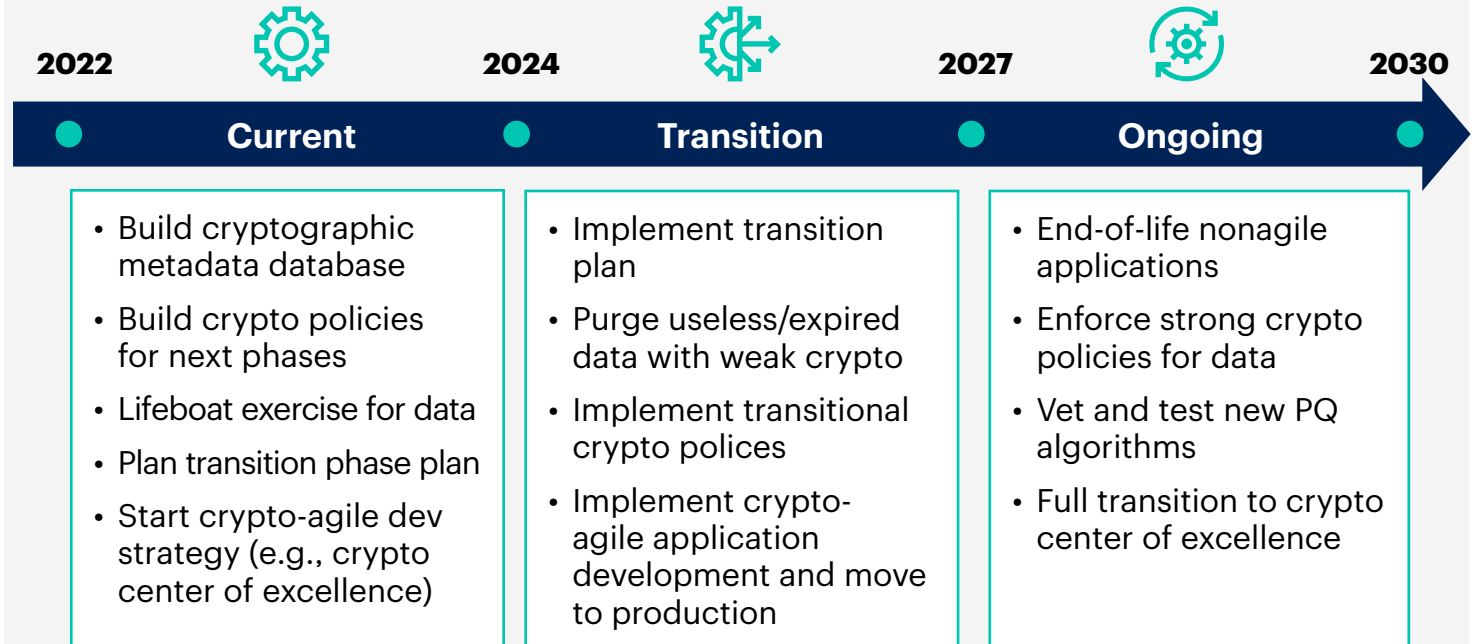 2022
2024
2027
2030
Current
Transition
Ongoing
• Build cryptographic
metadata database
• Build crypto policies
for next phases
• Lifeboat exercise for data
• Plan transition phase plan
• Start crypto-agile dev
strategy (e.g., crypto
center of excellence)
• Implement transition
plan
• Purge useless/expired
data with weak crypto
• Implement transitional
crypto polices
• Implement crypto-
agile application
development and move
to production
• End-of-life nonagile
applications
• Enforce strong crypto
policies for data
• Vet and test new PQ
algorithms
• Full transition to crypto
center of excellence